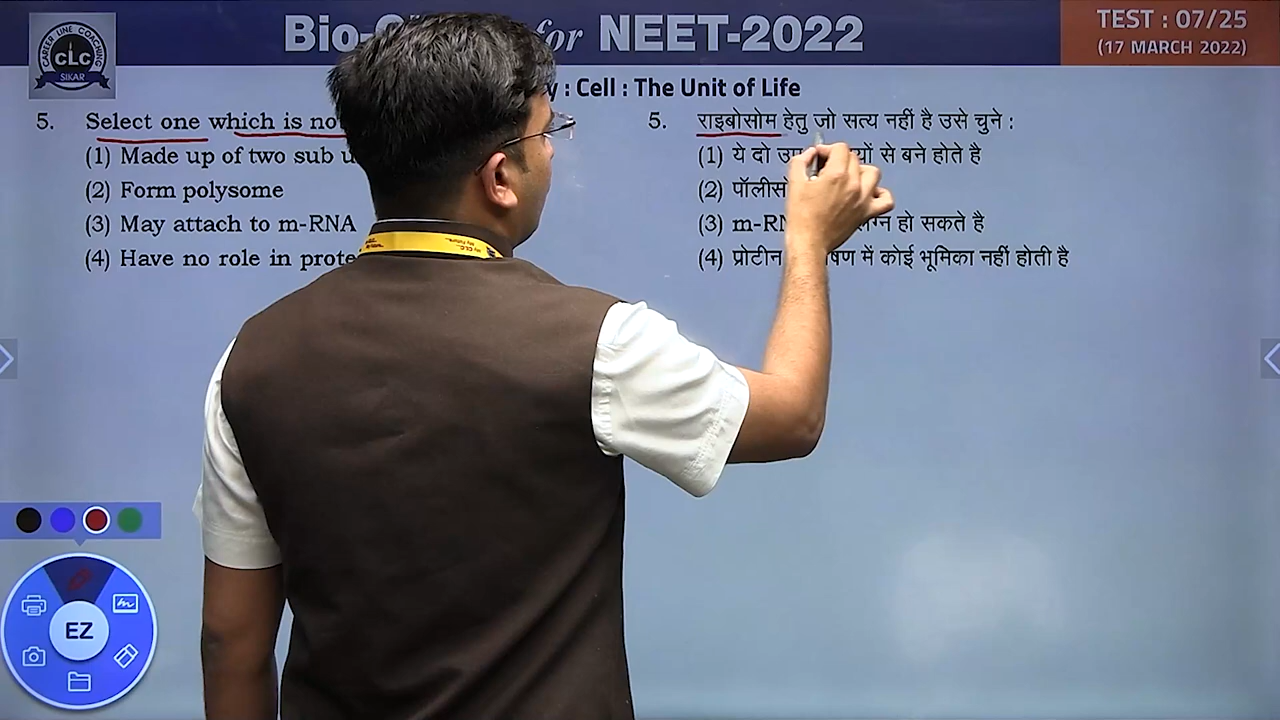 Bio- for NEET-2022
TEST : 07/25
(17 MARCH 2022)
CAREER LINE COACHING
CLC
SIKAR
: Cell : The Unit of Life
5. Select one which is no
(1) Made up of two sub u
(2) Form polysome
(3) May attach to m-RNA
(4) Have no role in prote
5. राइबोसोम हेतु जो सत्य नहीं है उसे चुने :
(1) ये दो से बने होते है
(2)
(3) हो सकते है
(4) प्रोटीन में कोई भूमिका नहीं होती है
EZ